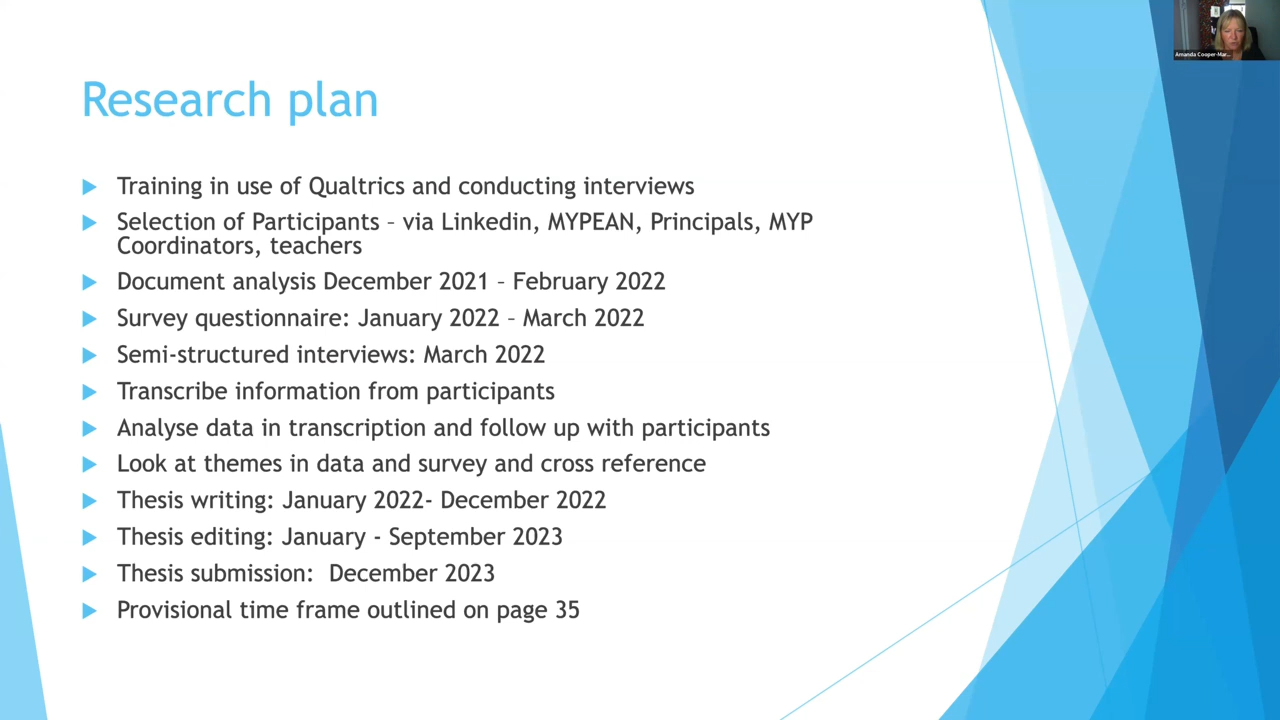 Amanda Cooper-Mar...
Research plan
Training in use of Qualtrics and conducting interviews
Selection of Participants – via Linkedin, MYPEAN, Principals, MYP
Coordinators, teachers
Document analysis December 2021 – February 2022
Survey questionnaire: January 2022 – March 2022
Semi-structured interviews: March 2022
Transcribe information from participants
Analyse data in transcription and follow up with participants
Look at themes in data and survey and cross reference
Thesis writing: January 2022- December 2022
Thesis editing: January - September 2023
Thesis submission:  December 2023
Provisional time frame outlined on page 35